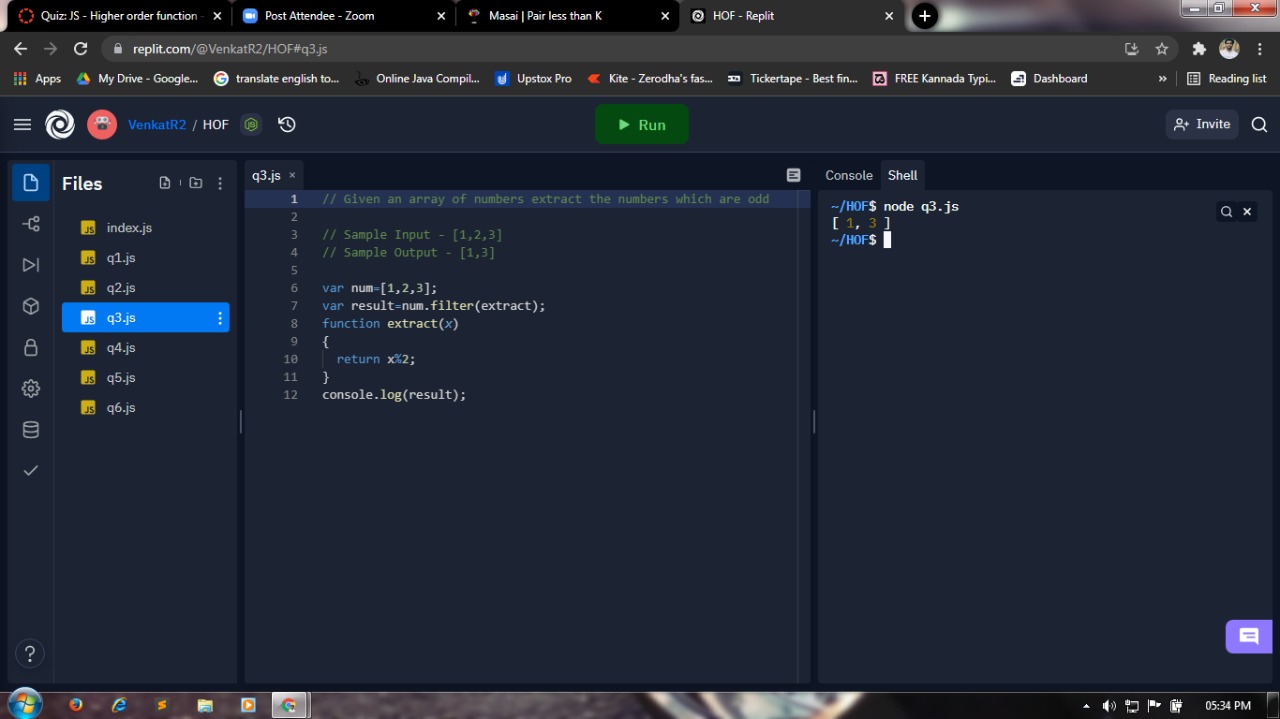 Quiz: JS - Higher order function -
Post Attendee - Zoom
Masai | Pair less than K
HOF - Replit
replit.com/@VenkatR2/HOF#q3.js
Apps
My Drive - Google...
translate english to...
Online Java Compil...
Upstox Pro
Kite - Zerodha's fas...
Tickertape - Best fin...
FREE Kannada Typi...
Dashboard
»
Reading list
VenkatR2 / HOF
Run
Invite
Files
index.js
q1.js
q2.js
q3.js
q4.js
q5.js
q6.js
q3.js
1 // Given an array of numbers extract the numbers which are odd
2
3 // Sample Input - [1,2,3]
4 // Sample Output - [1,3]
5
6 var num=[1,2,3];
7 var result=num.filter(extract);
8 function extract(x)
9 {
10 return x%2;
11 }
12 console.log(result);
Console
Shell
~/HOF$ node q3.js
[ 1, 3 ]
~/HOF$
05:34 PM